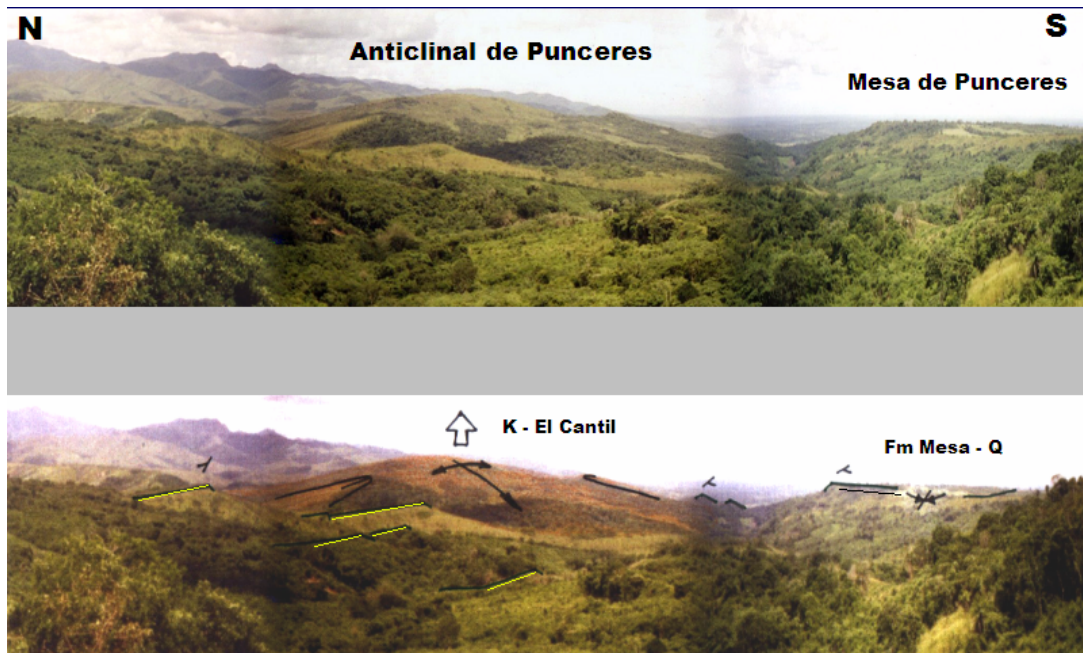 N
S
Anticlinal de Punceres
Mesa de Punceres
K - El Cantil
Fm Mesa - Q